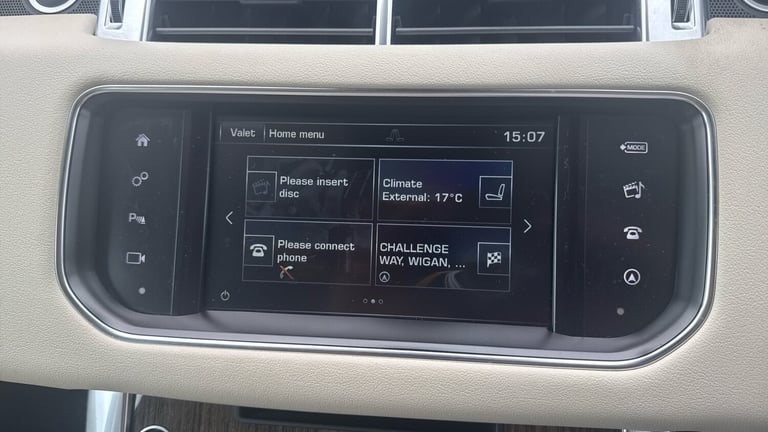 Valet Home menu 15:07
Please insert
disc
Climate
External: 17°C
Please connect
phone
CHALLENGE
WAY, WIGAN, ...
MODE
P